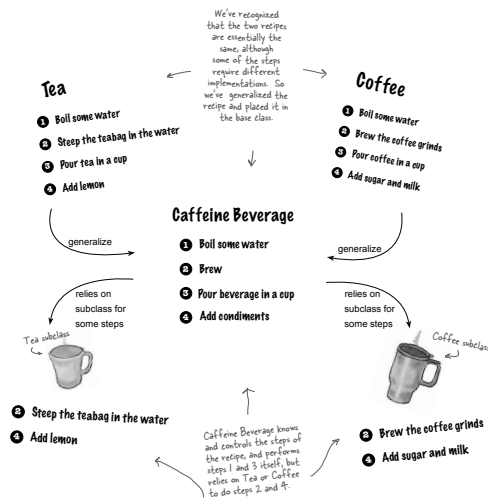 We've recognized
that the two recipes
are essentially the
same, although
some of the steps
require different
implementations. So
we've generalized the
recipe and placed it in
the base class.
Tea
1 Boil some water
2 Steep the teabag in the water
3 Pour tea in a cup
4 Add lemon
Coffee
1 Boil some water
2 Brew the coffee grinds
3 Pour coffee in a cup
4 Add sugar and milk
Caffeine Beverage
1 Boil some water
2 Brew
3 Pour beverage in a cup
4 Add condiments
generalize
generalize
relies on
subclass for
some steps
relies on
subclass for
some steps
Tea subclass
Coffee subclass
2 Steep the teabag in the water
4 Add lemon
2 Brew the coffee grinds
4 Add sugar and milk
Caffeine Beverage knows
and controls the steps of
the recipe, and performs
steps 1 and 3 itself, but
relies on Tea or Coffee
to do steps 2 and 4.